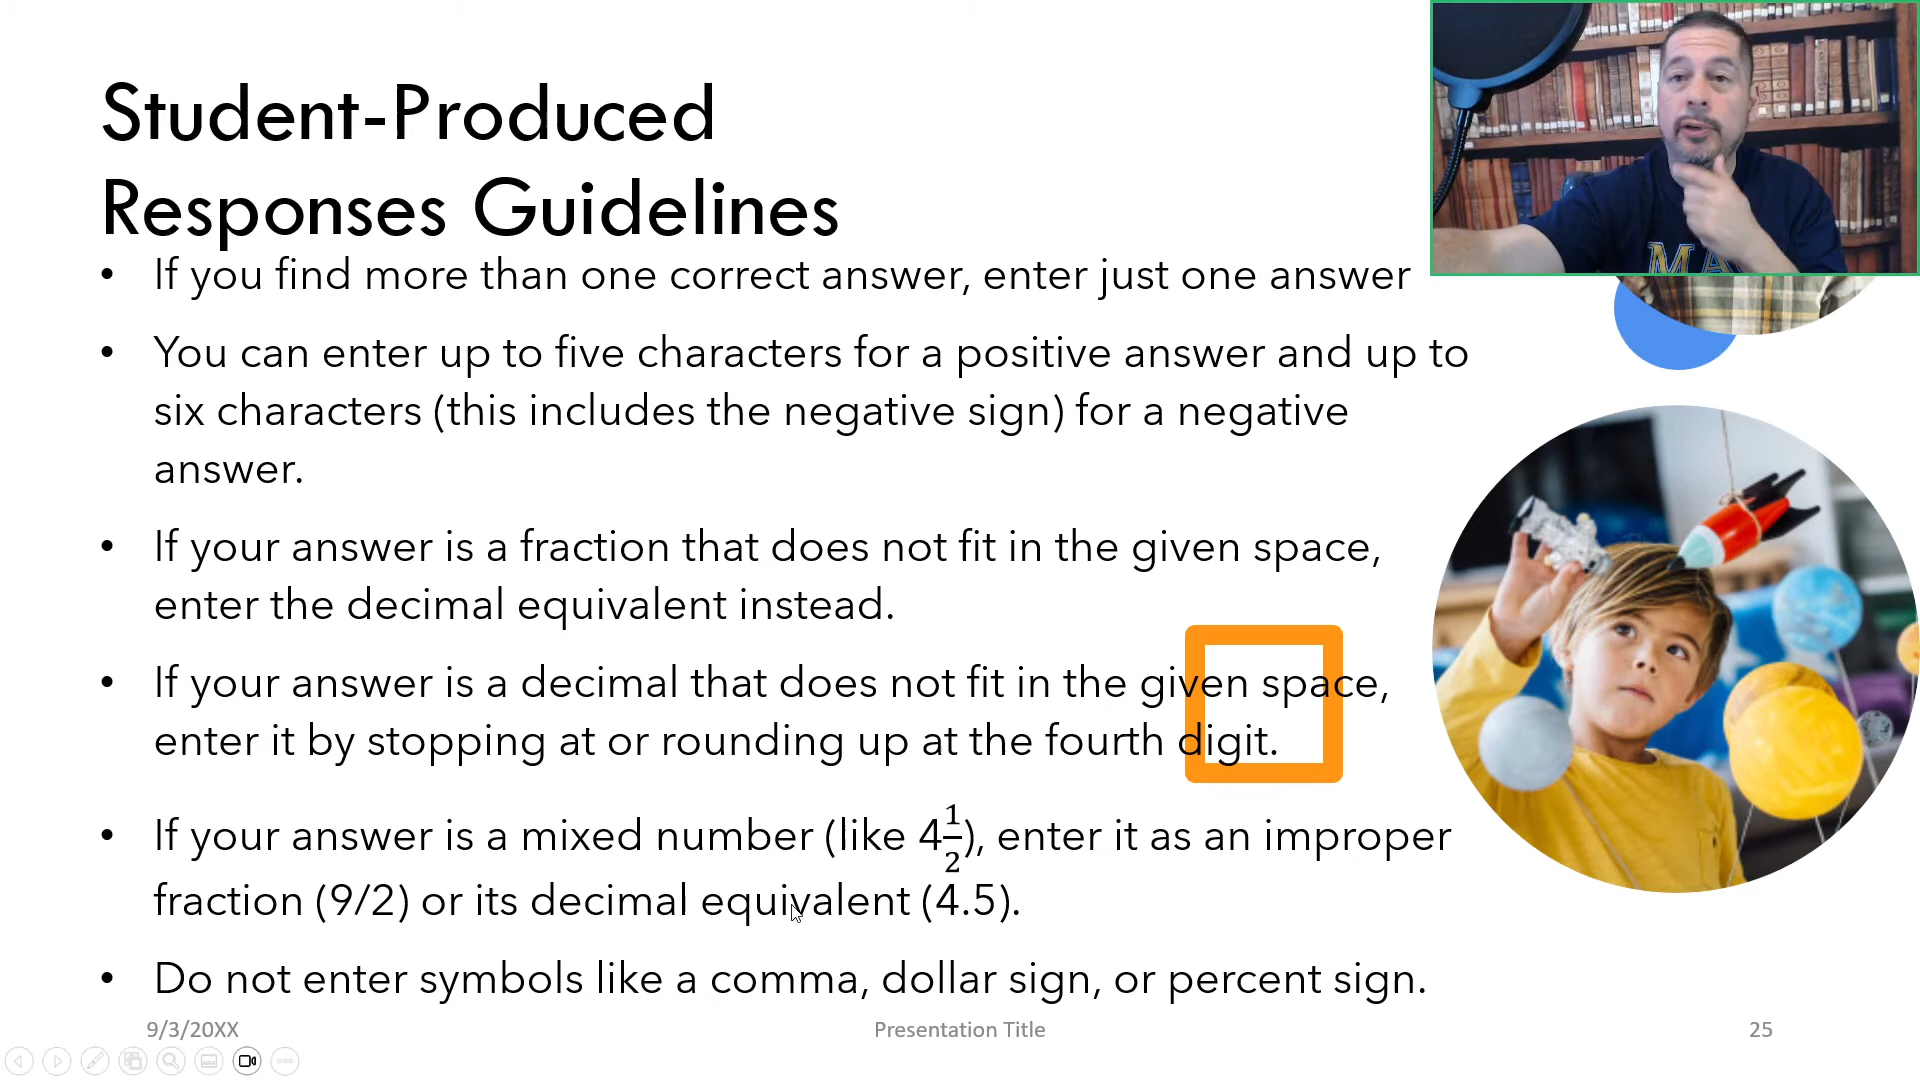 Student-Produced
Responses Guidelines
• If you find more than one correct answer, enter just one answer
• You can enter up to five characters for a positive answer and up to
six characters (this includes the negative sign) for a negative
answer.
• If your answer is a fraction that does not fit in the given space,
enter the decimal equivalent instead.
• If your answer is a decimal that does not fit in the given space,
enter it by stopping at or rounding up at the fourth digit.
• If your answer is a mixed number (like 4 1/2), enter it as an improper
fraction (9/2) or its decimal equivalent (4.5).
• Do not enter symbols like a comma, dollar sign, or percent sign.
9/3/20XX
Presentation Title
25